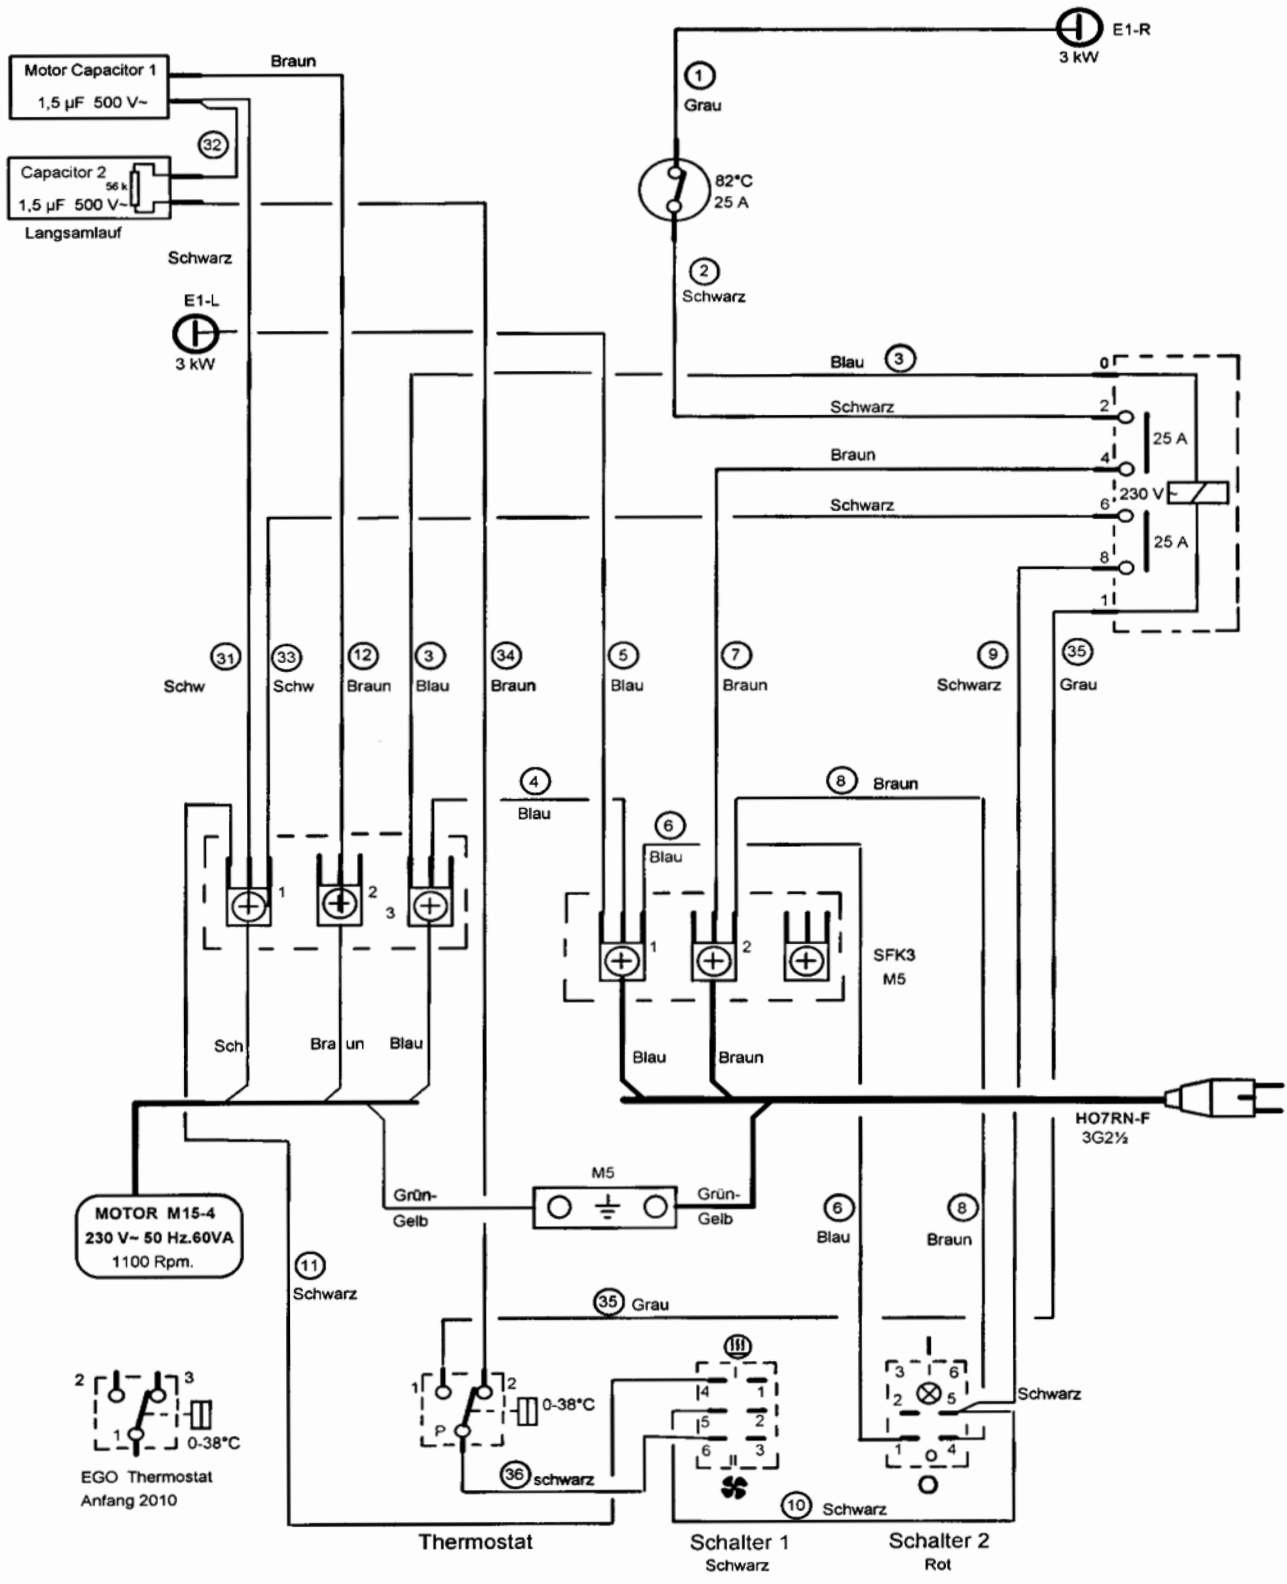 E1-R
3 kW
Motor Capacitor 1
1,5 µF 500 V~
Braun
1
Grau
32
Capacitor 2
56 k
1,5 µF 500 V~
Langsamlauf
82°C
25 A
Schwarz
2
Schwarz
E1-L
3 kW
Blau 3
0
Schwarz
2
25 A
Braun
4
230 V~
Schwarz
6
25 A
8
1
31
Schw
33
Schw
12
Braun
3
Blau
34
Braun
5
Blau
7
Braun
9
Schwarz
35
Grau
4
Blau
8 Braun
6
Blau
1
2
3
1
2
SFK3
M5
Sch
Braun
Blau
Blau
Braun
HO7RN-F
3G2½
M5
Grün-
Gelb
Grün-
Gelb
MOTOR M15-4
230 V~ 50 Hz.60VA
1100 Rpm.
6
Blau
8
Braun
11
Schwarz
35 Grau
2 3
1
0-38°C
EGO Thermostat
Anfang 2010
1 2
P
0-38°C
36 schwarz
Thermostat
I
4 1
5 2
6 3
II
10 Schwarz
Schalter 1
Schwarz
I
3 6
2 5
1 4
O
Schwarz
Schalter 2
Rot